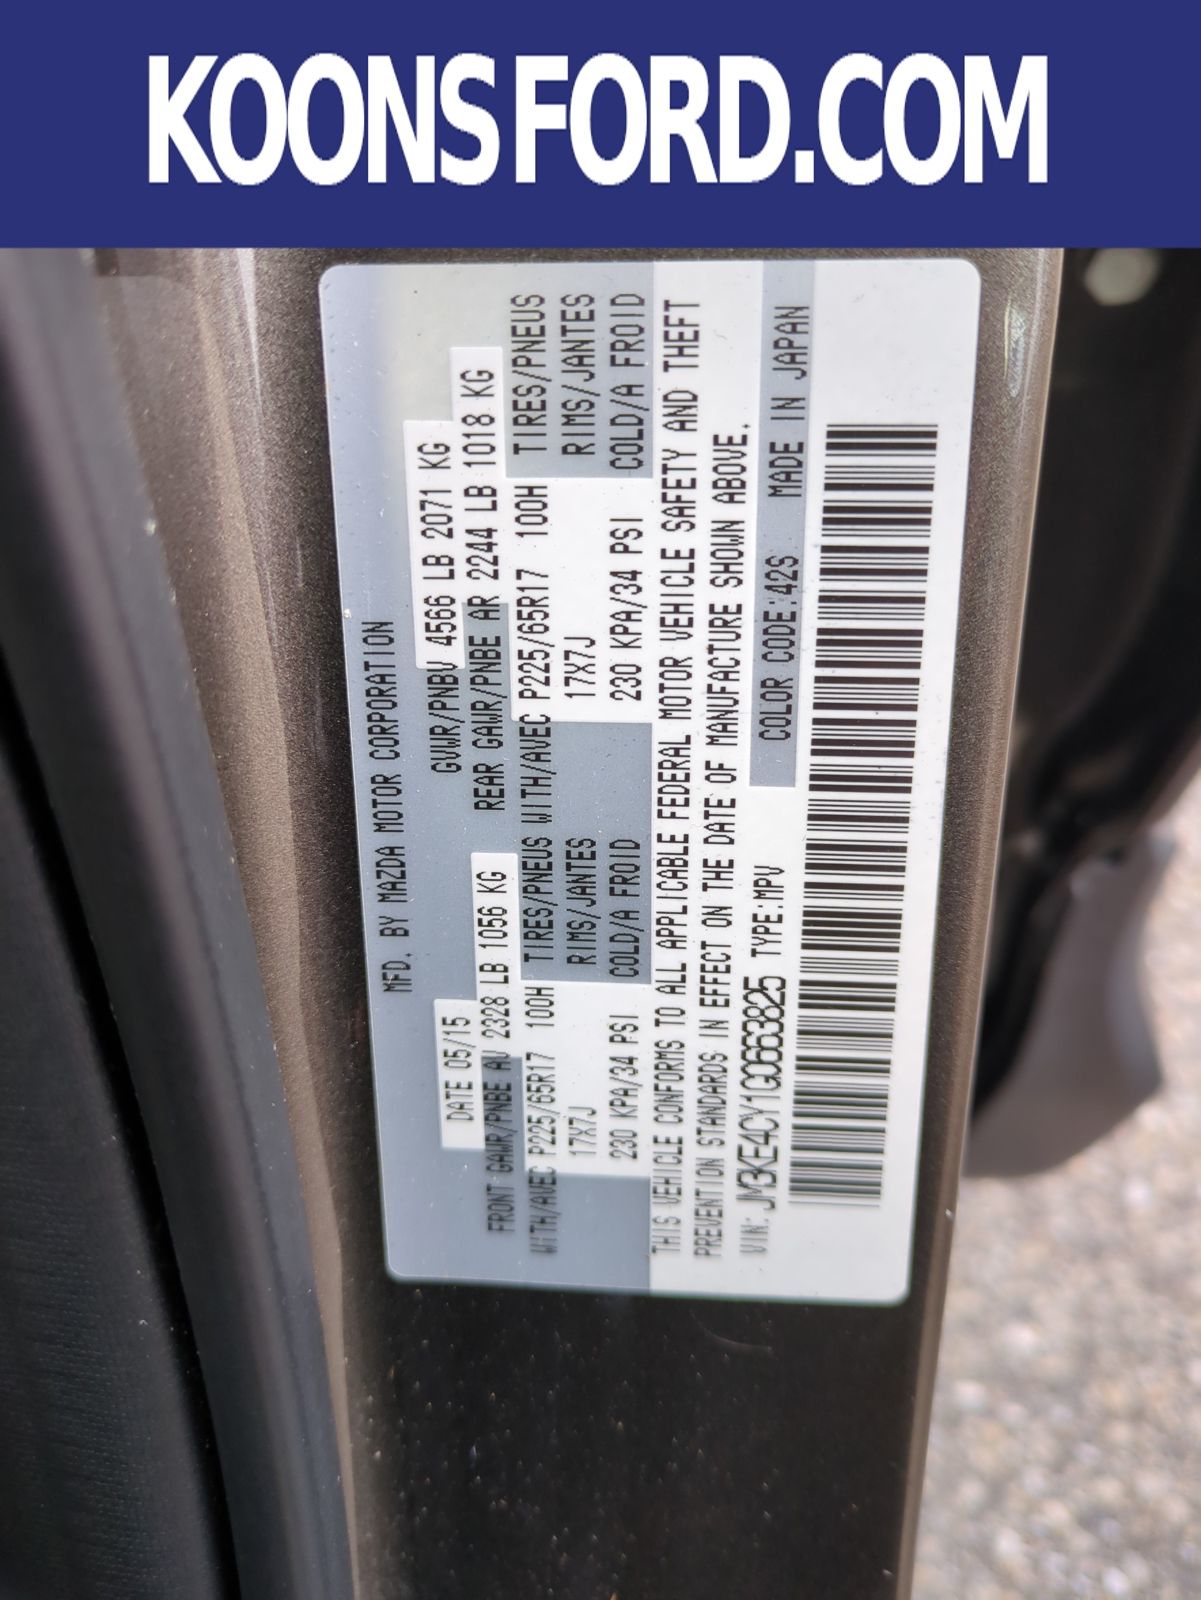 KOONSFORD.COM
MFD. BY MAZDA MOTOR CORPORATION
DATE 05/15 GVWR/PNBV 4566 LB 2071 KG
FRONT GAWR/PNBE AV 2328 LB 1056 KG REAR GAWR/PNBE AR 2244 LB 1018 KG
WITH/AVEC P225/65R17 100H TIRES/PNEUS WITH/AVEC P225/65R17 100H TIRES/PNEUS
17X7J RIMS/JANTES 17X7J RIMS/JANTES
230 KPA/34 PSI COLD/A FROID 230 KPA/34 PSI COLD/A FROID
THIS VEHICLE CONFORMS TO ALL APPLICABLE FEDERAL MOTOR VEHICLE SAFETY AND THEFT
PREVENTION STANDARDS IN EFFECT ON THE DATE OF MANUFACTURE SHOWN ABOVE.
VIN: JM3KE4CY1G0663825 TYPE:MPV COLOR CODE:42S MADE IN JAPAN